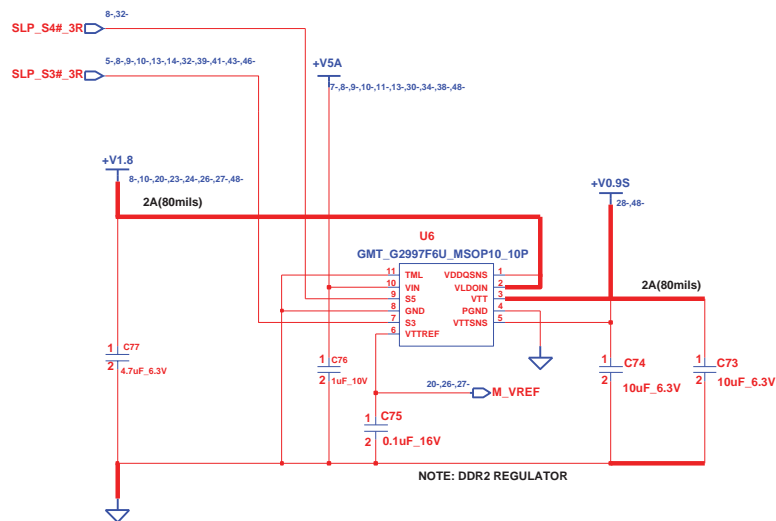 8-,32-
SLP_S4#_3R
5-,8-,9-,10-,13-,14-,32-,39-,41-,43-,46-
SLP_S3#_3R
+V5A
7-,8-,9-,10-,11-,13-,30-,34-,38-,48-
+V1.8
8-,10-,20-,23-,24-,26-,27-,48-
2A(80mils)
+V0.9S
28-,48-
U6
GMT_G2997F6U_MSOP10_10P
11 TML VDDQSNS 1
10 VIN VLDOIN 2
9 S5 VTT 3
8 GND PGND 4
7 S3 VTTSNS 5
6 VTTREF
2A(80mils)
1 C77
2 4.7uF_6.3V
1 C76
2 1uF_10V
20-,26-,27-
M_VREF
1 C75
2 0.1uF_16V
1 C74
2 10uF_6.3V
1 C73
2 10uF_6.3V
NOTE: DDR2 REGULATOR